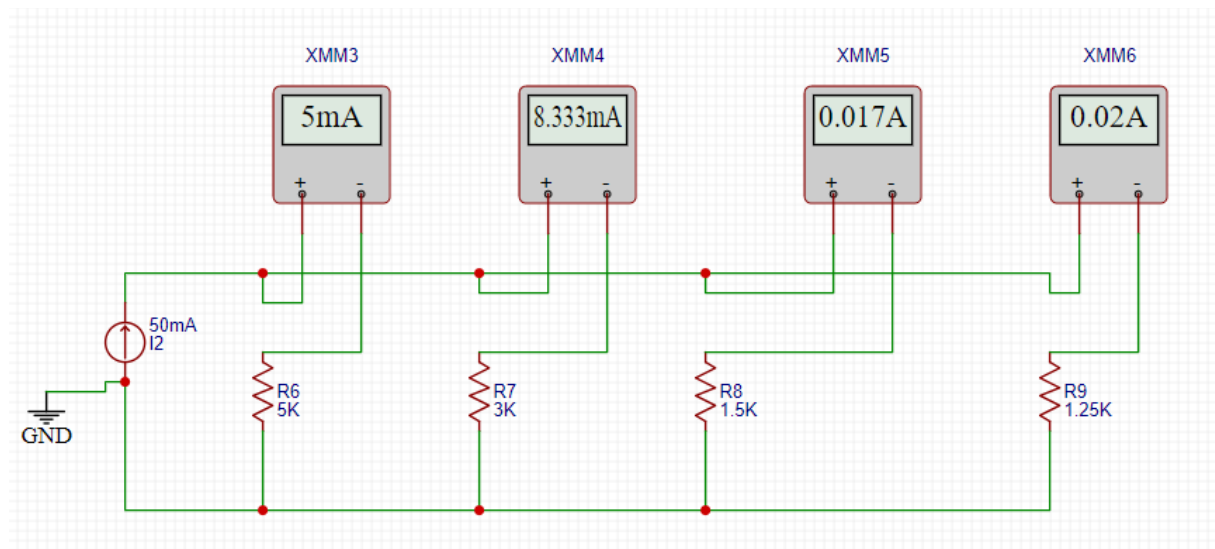 XMM3
XMM4
XMM5
XMM6
5mA
8.333mA
0.017A
0.02A
+ -
+ -
+ -
+ -
50mA
I2
R6
5K
R7
3K
R8
1.5K
R9
1.25K
GND